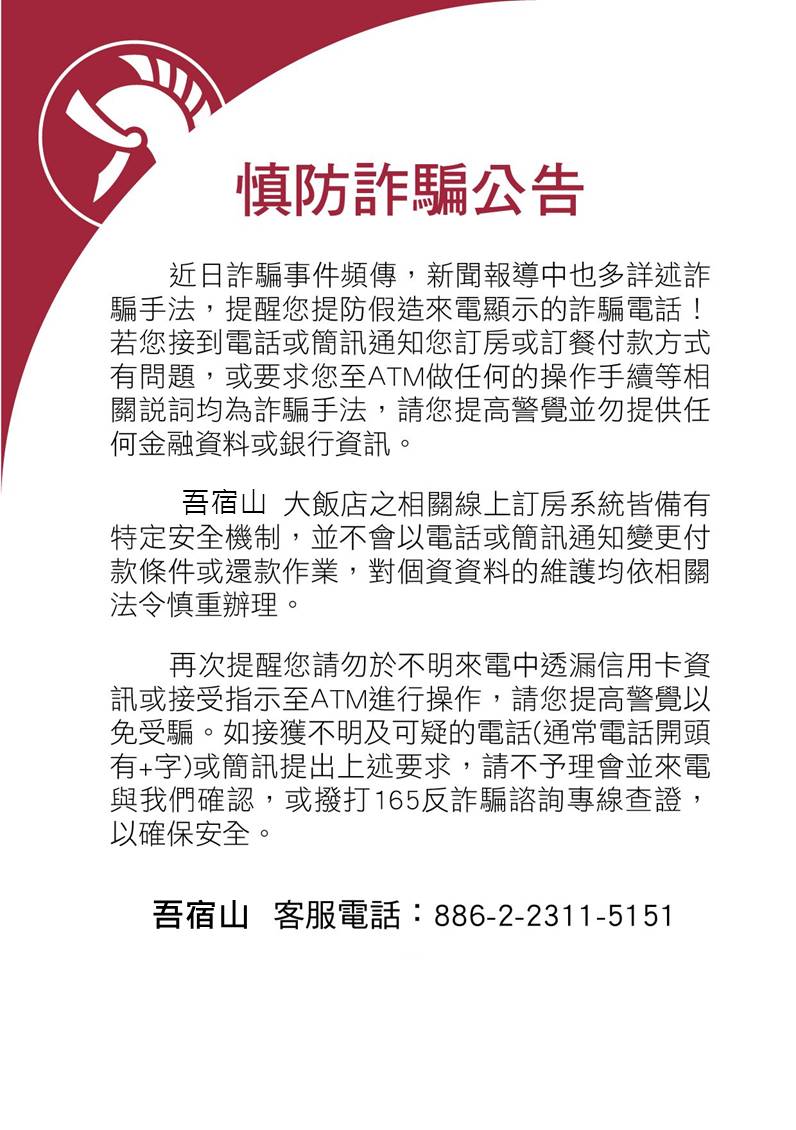 慎防詐騙公告
近日詐騙事件頻傳，新聞報導中也多詳述詐
騙手法，提醒您提防假造來電顯示的詐騙電話！
若您接到電話或簡訊通知您訂房或訂餐付款方式
有問題，或要求您至ATM做任何的操作手續等相
關說詞均為詐騙手法，請您提高警覺並勿提供任
何金融資料或銀行資訊。
吾宿山 大飯店之相關線上訂房系統皆備有
特定安全機制，並不會以電話或簡訊通知變更付
款條件或還款作業，對個資資料的維護均依相關
法令慎重辦理。
再次提醒您請勿於不明來電中透漏信用卡資
訊或接受指示至ATM進行操作，請您提高警覺以
免受騙。如接獲不明及可疑的電話(通常電話開頭
有+字)或簡訊提出上述要求，請不予理會並來電
與我們確認，或撥打165反詐騙諮詢專線查證，
以確保安全。
吾宿山 客服電話：886-2-2311-5151